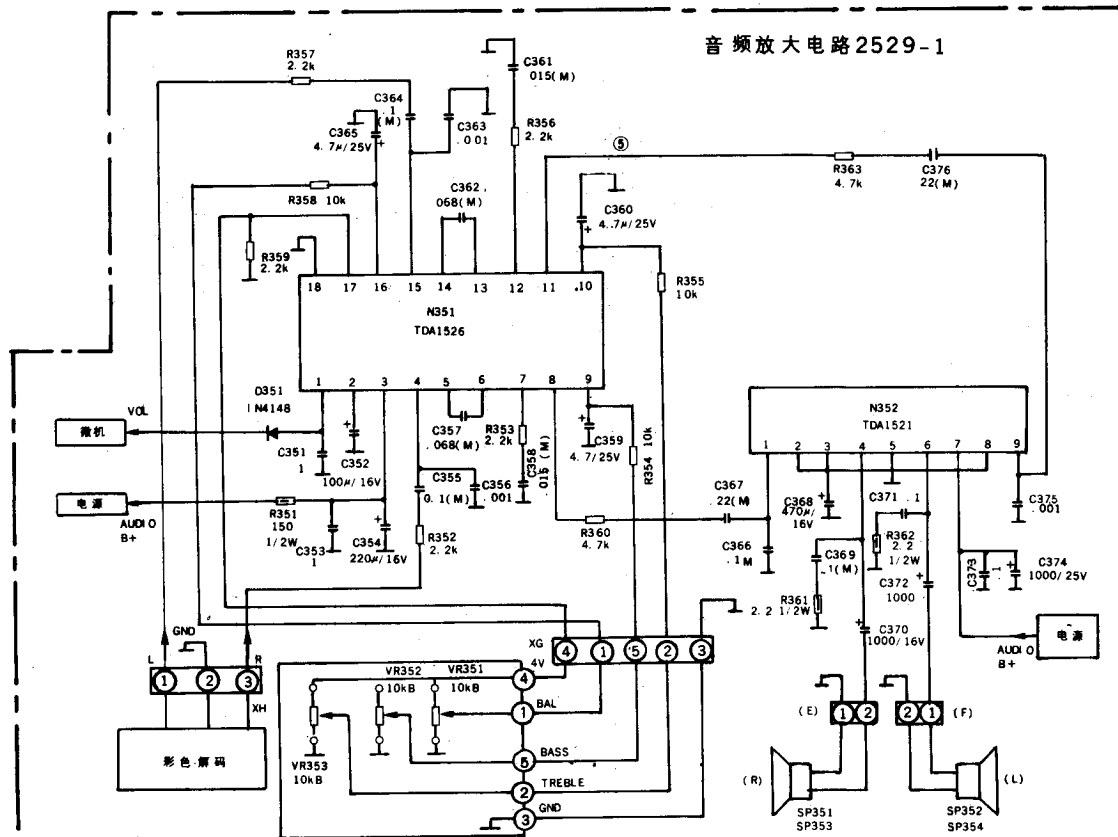 音频放大电路2529-1
R357
2.2k
C361
.015(M)
C364
.1
(M)
C363
.001
R356
2.2k
C365
4.7μ/25V
+
⑤
R363
4.7k
C376
22(M)
R358 10k
C362
068(M)
C360
4.7μ/25V
+
R359
2.2k
R355
10k
18 17 16 15 14 13 12 11 10
N351
TDA1526
1 2 3 4 5 6 7 8 9
D351
IN4148
VOL
微机
C351
1
+
C352
100μ/16V
C357
.068(M)
R353
2.2k
C358
.015 (M)
+
C359
4.7/25V
R354 10k
N352
TDA1521
1 2 3 4 5 6 7 8 9
电源
AUDIO
B+
R351
150
1/2W
C353
1
+
C354
220μ/16V
C355
0.1(M)
C356
.001
R352
2.2k
R360
4.7k
C367
.22(M)
C366
.1M
+
C368
470μ/
16V
C371 .1
R362
2.2
1/2W
C375
.001
C369
.1(M)
R361
2.2 1/2W
C372
1000
+
C370
1000/16V
+
C373
.1
+
C374
1000/25V
电源
AUDIO
B+
GND
L
R
1 2 3
XH
彩色解码
XG
4V
4 1 5 2 3
VR352
10kB
VR351
10kB
VR353
10kB
4
1 BAL
5 BASS
2 TREBLE
3 GND
(E) 1 2
2 1 (F)
(R)
(L)
SP351
SP353
SP352
SP354